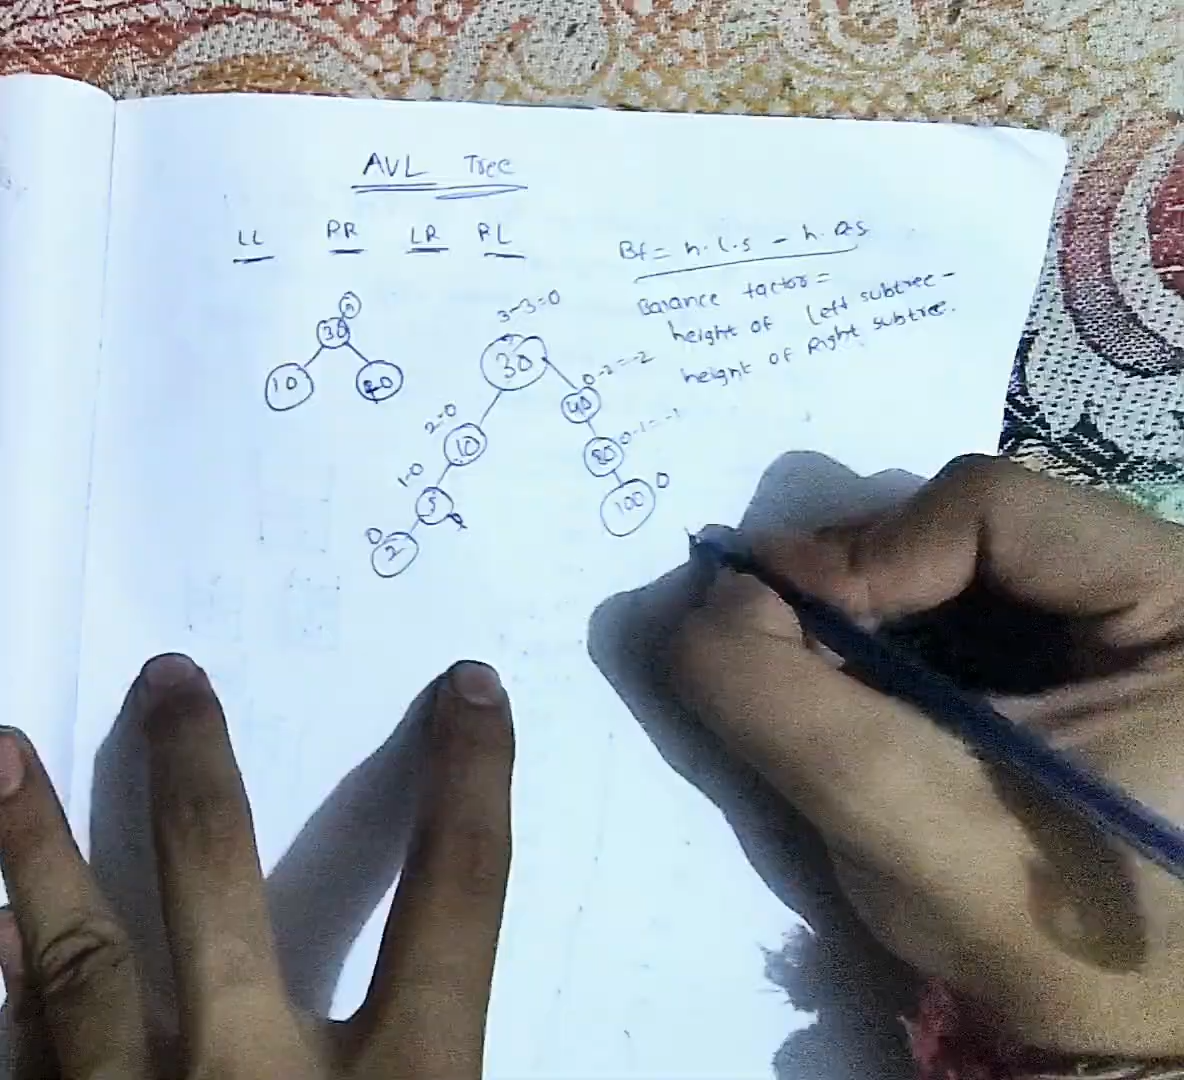 AVL Tree
LL RR LR RL
Bf = h.l.s - h.R.s
Balance factor =
height of Left subtree -
height of Right subtree.
0
30
10 40
3-3=0
30
0-2=-2
40
2-0
10
0-1=-1
80
1-0
5
0
100
0
2